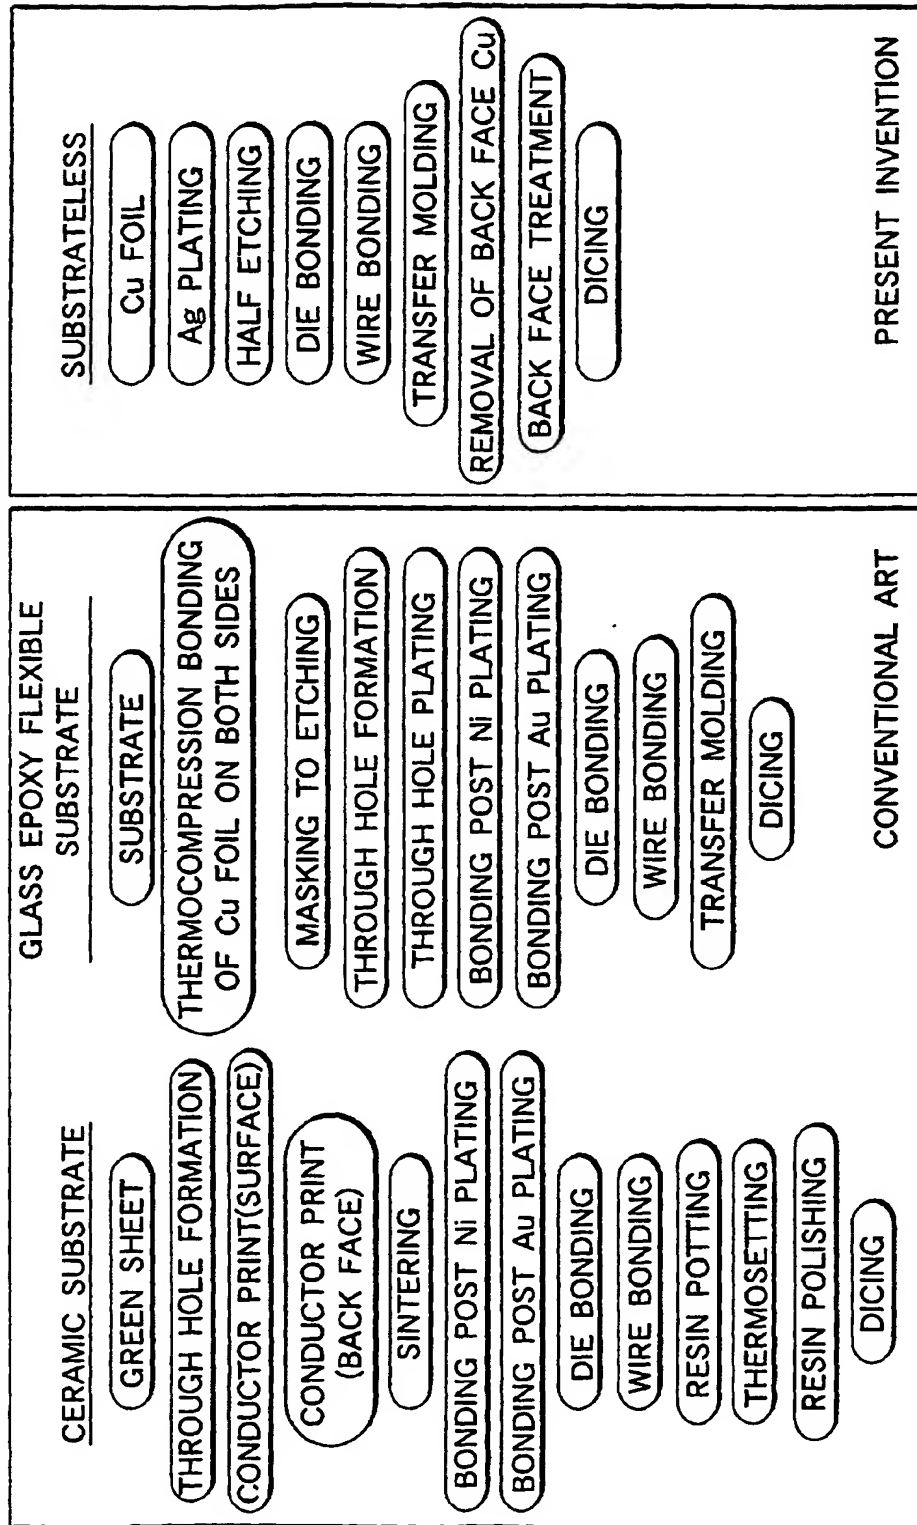 CERAMIC SUBSTRATE
GREEN SHEET
THROUGH HOLE FORMATION
CONDUCTOR PRINT(SURFACE)
CONDUCTOR PRINT
(BACK FACE)
SINTERING
BONDING POST Ni PLATING
BONDING POST Au PLATING
DIE BONDING
WIRE BONDING
RESIN POTTING
THERMOSETTING
RESIN POLISHING
DICING
GLASS EPOXY FLEXIBLE
SUBSTRATE
SUBSTRATE
THERMOCOMPRESSION BONDING
OF Cu FOIL ON BOTH SIDES
MASKING TO ETCHING
THROUGH HOLE FORMATION
THROUGH HOLE PLATING
BONDING POST Ni PLATING
BONDING POST Au PLATING
DIE BONDING
WIRE BONDING
TRANSFER MOLDING
DICING
CONVENTIONAL ART
SUBSTRATELESS
Cu FOIL
Ag PLATING
HALF ETCHING
DIE BONDING
WIRE BONDING
TRANSFER MOLDING
REMOVAL OF BACK FACE Cu
BACK FACE TREATMENT
DICING
PRESENT INVENTION